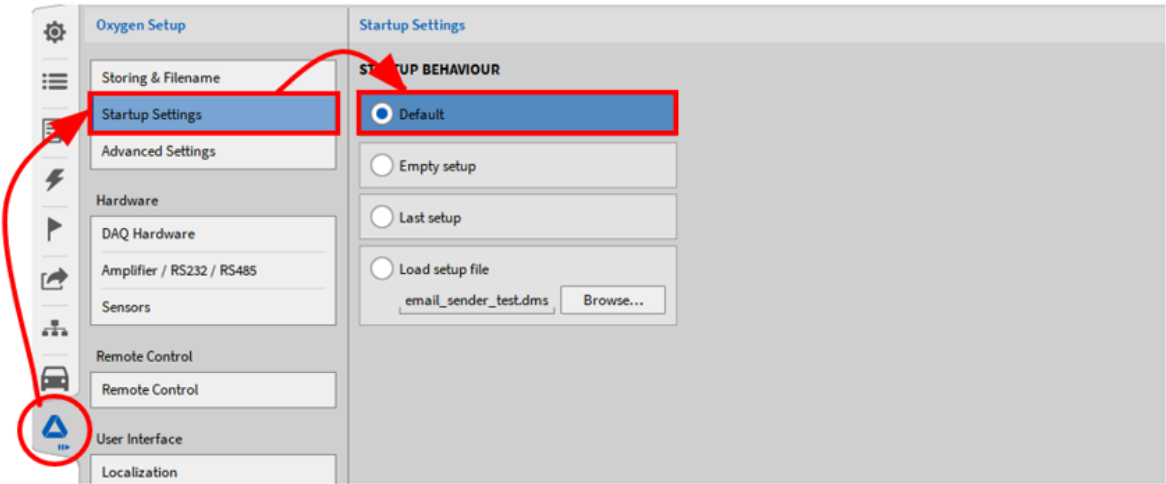 Oxygen Setup
Storing & Filename
Startup Settings
Advanced Settings
Hardware
DAQ Hardware
Amplifier / RS232 / RS485
Sensors
Remote Control
Remote Control
User Interface
Localization
Startup Settings
STARTUP BEHAVIOUR
Default
Empty setup
Last setup
Load setup file
email_sender_test.dms Browse...